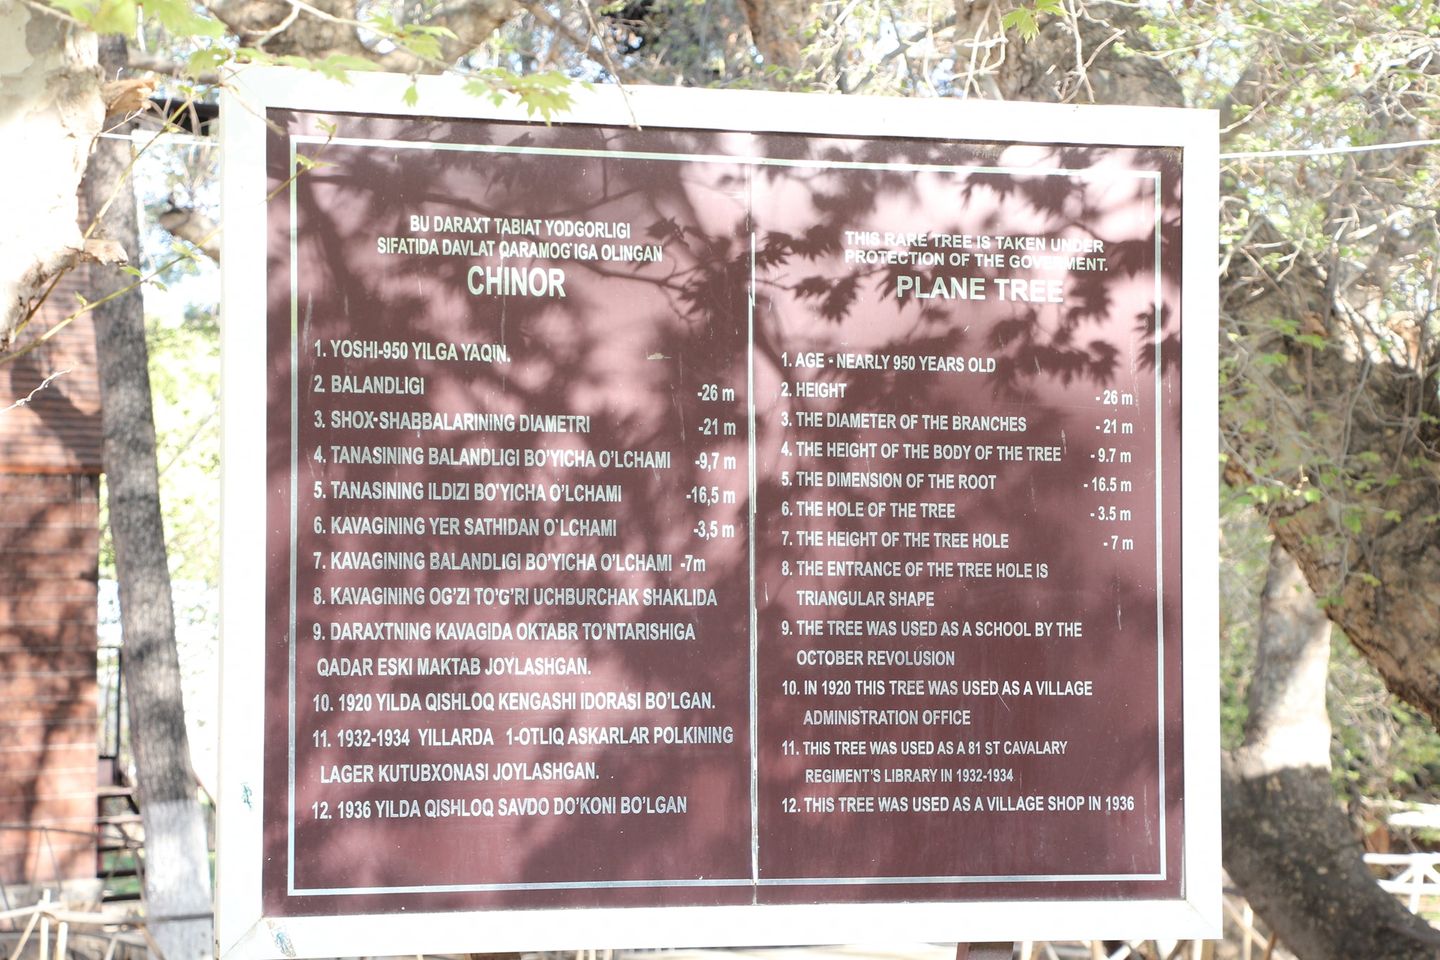 BU DARAXT TABIAT YODGORLIGI
SIFATIDA DAVLAT QARAMOG'IGA OLINGAN
CHINOR
1. YOSHI-950 YILGA YAQIN.
2. BALANDLIGI -26 m
3. SHOX-SHABBALARINING DIAMETRI -21 m
4. TANASINING BALANDLIGI BO'YICHA O'LCHAMI -9,7 m
5. TANASINING ILDIZI BO'YICHA O'LCHAMI -16,5 m
6. KAVAGINING YER SATHIDAN O`LCHAMI -3,5 m
7. KAVAGINING BALANDLIGI BO'YICHA O'LCHAMI -7m
8. KAVAGINING OG'ZI TO'G'RI UCHBURCHAK SHAKLIDA
9. DARAXTNING KAVAGIDA OKTABR TO'NTARISHIGA
QADAR ESKI MAKTAB JOYLASHGAN.
10. 1920 YILDA QISHLOQ KENGASHI IDORASI BO'LGAN.
11. 1932-1934 YILLARDA 1-OTLIQ ASKARLAR POLKINING
LAGER KUTUBXONASI JOYLASHGAN.
12. 1936 YILDA QISHLOQ SAVDO DO'KONI BO'LGAN
THIS RARE TREE IS TAKEN UNDER
PROTECTION OF THE GOVERMENT.
PLANE TREE
1. AGE - NEARLY 950 YEARS OLD
2. HEIGHT - 26 m
3. THE DIAMETER OF THE BRANCHES - 21 m
4. THE HEIGHT OF THE BODY OF THE TREE - 9.7 m
5. THE DIMENSION OF THE ROOT - 16.5 m
6. THE HOLE OF THE TREE - 3.5 m
7. THE HEIGHT OF THE TREE HOLE - 7 m
8. THE ENTRANCE OF THE TREE HOLE IS
TRIANGULAR SHAPE
9. THE TREE WAS USED AS A SCHOOL BY THE
OCTOBER REVOLUSION
10. IN 1920 THIS TREE WAS USED AS A VILLAGE
ADMINISTRATION OFFICE
11. THIS TREE WAS USED AS A 81 ST CAVALARY
REGIMENT'S LIBRARY IN 1932-1934
12. THIS TREE WAS USED AS A VILLAGE SHOP IN 1936